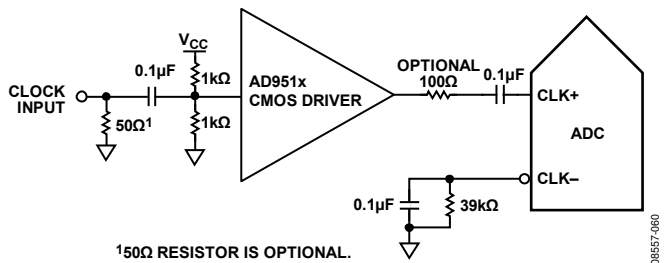 V_CC
0.1µF
1kΩ
CLOCK
INPUT
50Ω¹
1kΩ
AD951x
CMOS DRIVER
OPTIONAL
100Ω
0.1µF
CLK+
ADC
CLK–
0.1µF
39kΩ
¹50Ω RESISTOR IS OPTIONAL.
08557-060